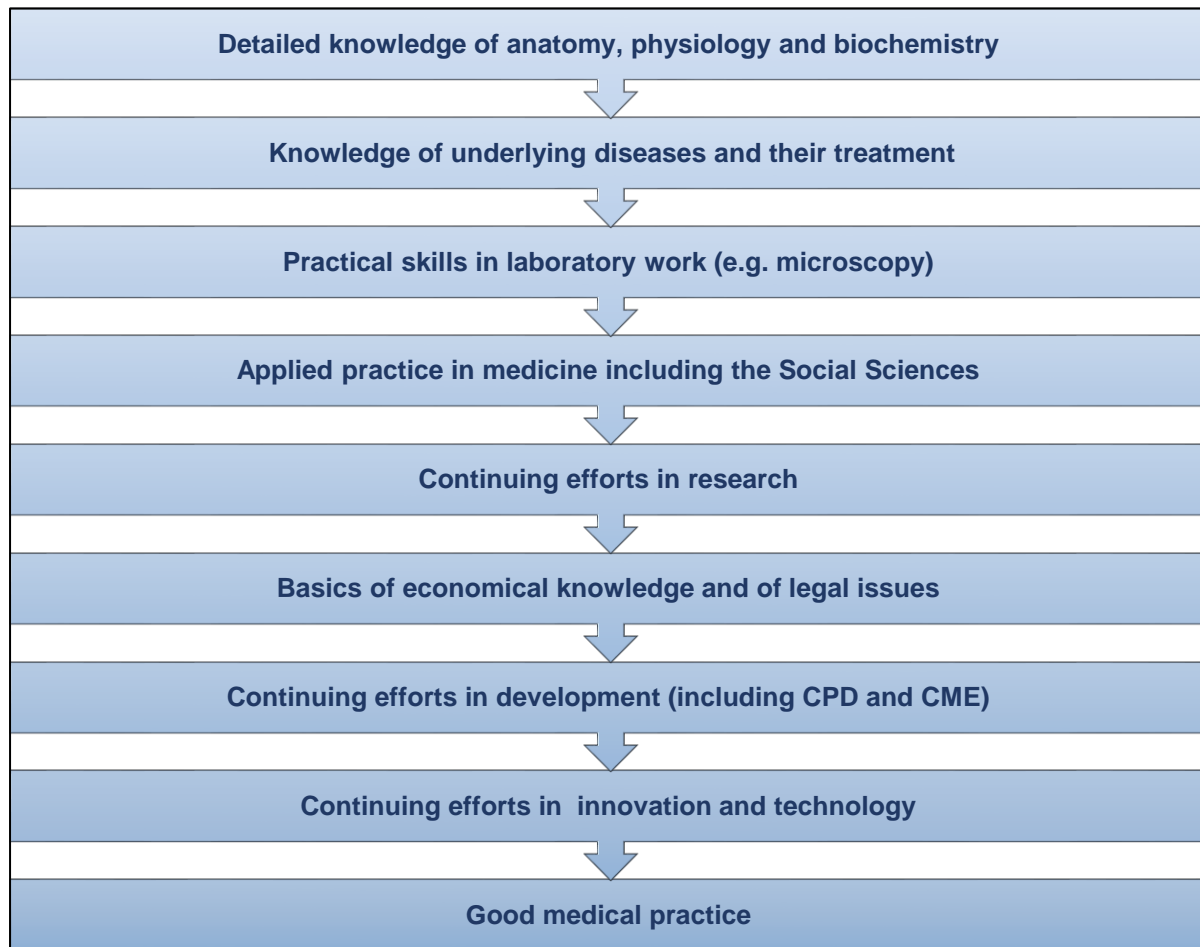 Detailed knowledge of anatomy, physiology and biochemistry
Knowledge of underlying diseases and their treatment
Practical skills in laboratory work (e.g. microscopy)
Applied practice in medicine including the Social Sciences
Continuing efforts in research
Basics of economical knowledge and of legal issues
Continuing efforts in development (including CPD and CME)
Continuing efforts in  innovation and technology
Good medical practice